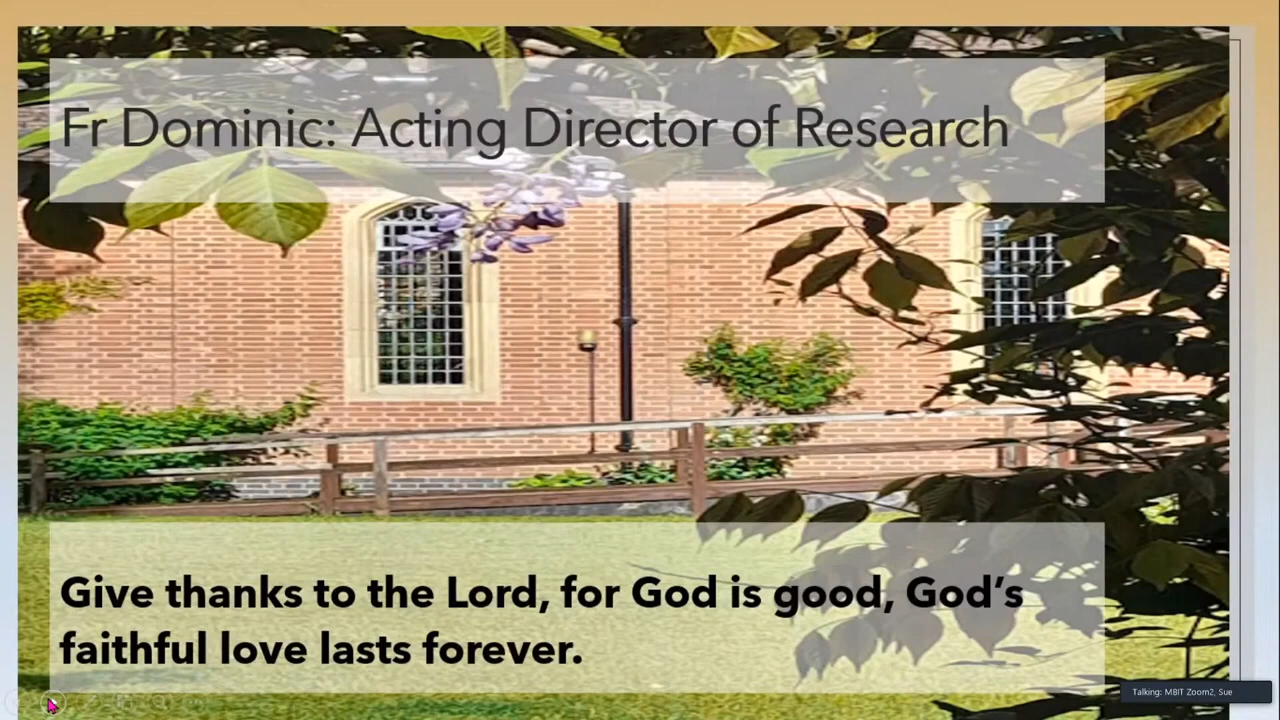 Fr Dominic: Acting Director of Research
Give thanks to the Lord, for God is good, God’s
faithful love lasts forever.
Talking: MBIT Zoom2, Sue